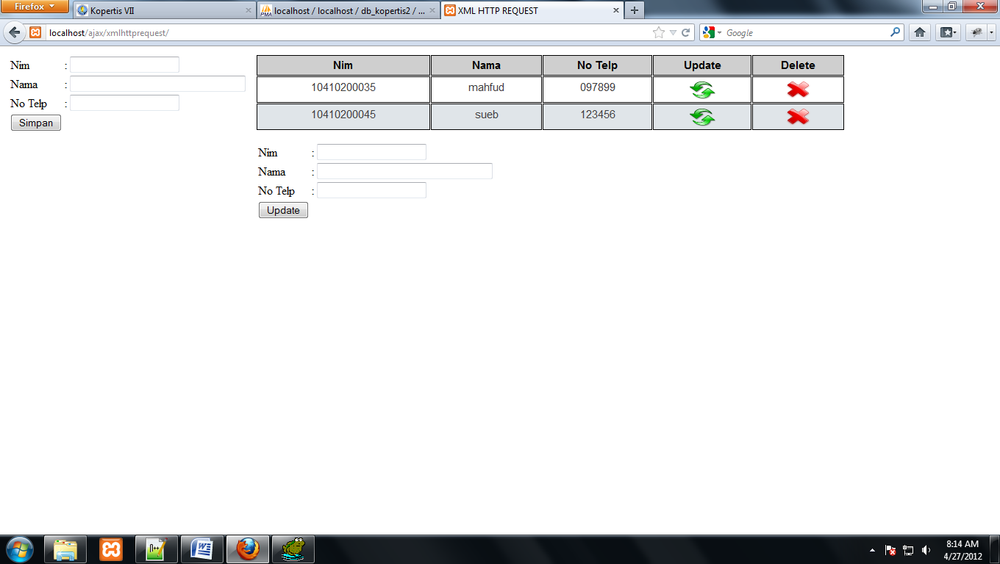 Firefox
Kopertis VII
localhost / localhost / db_kopertis2 / ...
XML HTTP REQUEST
localhost/ajax/xmlhttprequest/
Google
Nim :
Nama :
No Telp :
Simpan
Nim Nama No Telp Update Delete
10410200035 mahfud 097899
10410200045 sueb 123456
Nim :
Nama :
No Telp :
Update
8:14 AM
4/27/2012